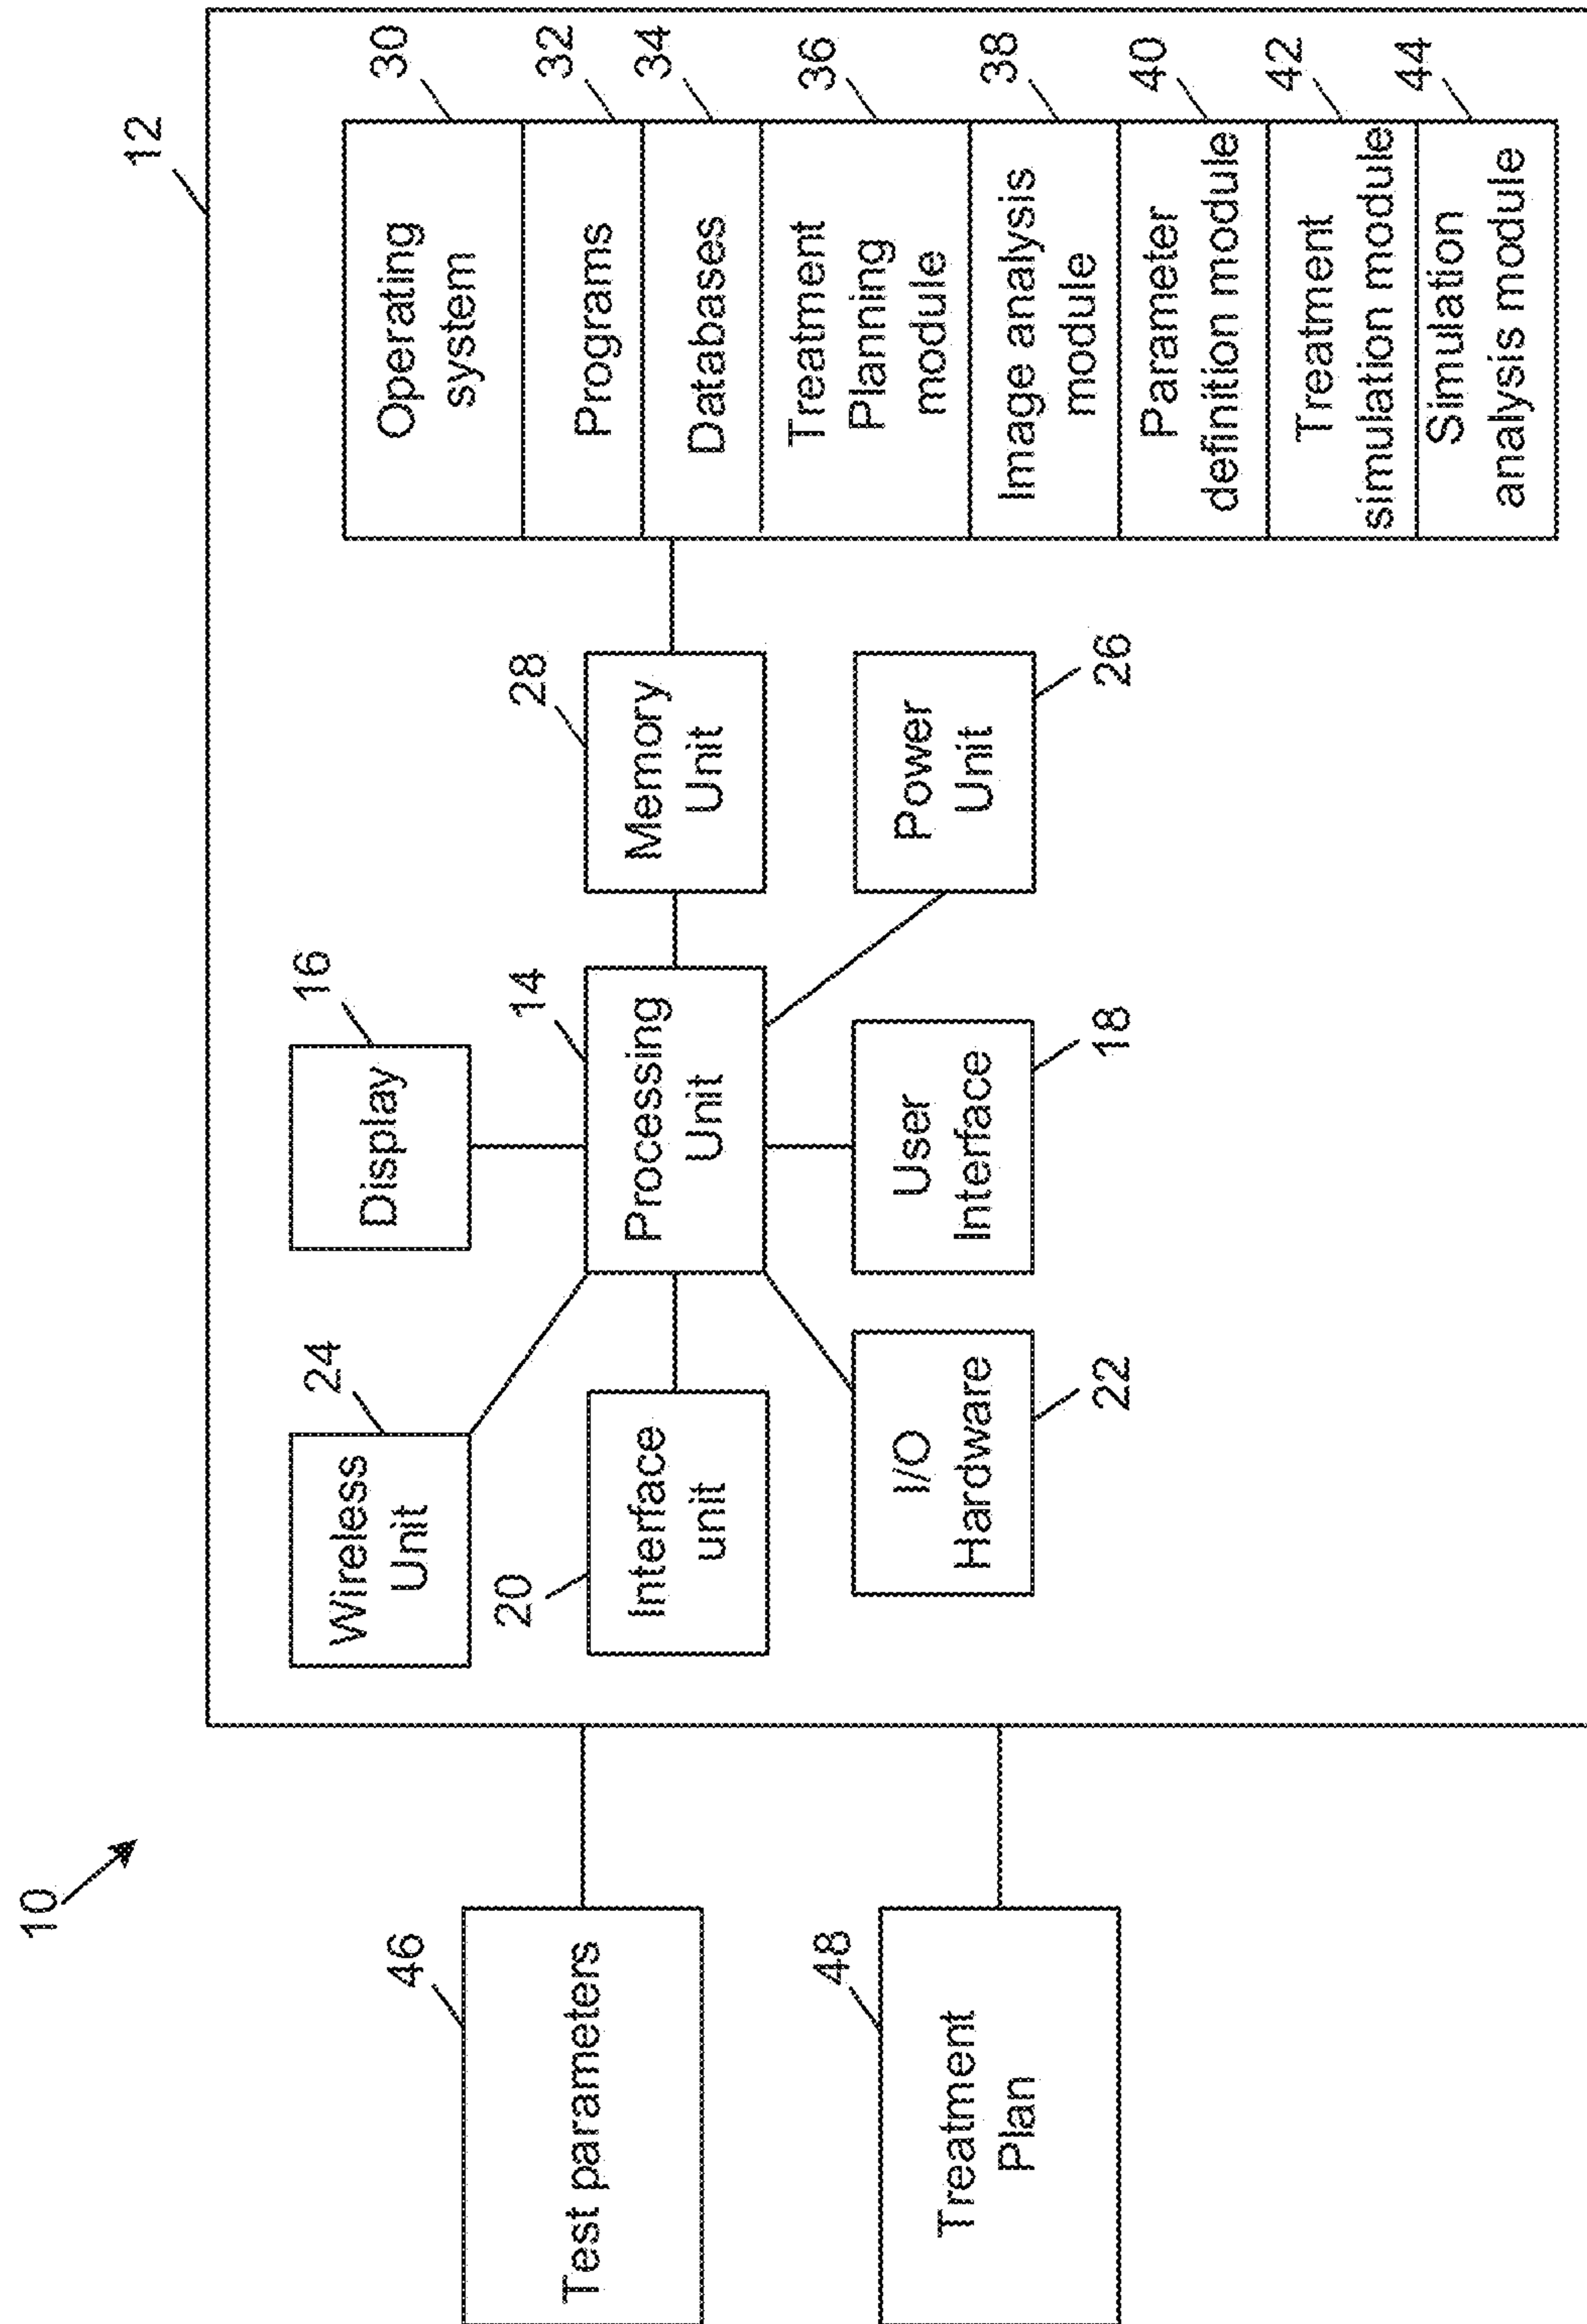 10
12
46
Test parameters
48
Treatment
Plan
24
Wireless
Unit
16
Display
20
Interface
unit
14
Processing
Unit
28
Memory
Unit
22
I/O
Hardware
18
User
Interface
26
Power
Unit
30
Operating
system
32
Programs
34
Databases
36
Treatment
Planning
module
38
Image analysis
module
40
Parameter
definition module
42
Treatment
simulation module
44
Simulation
analysis module